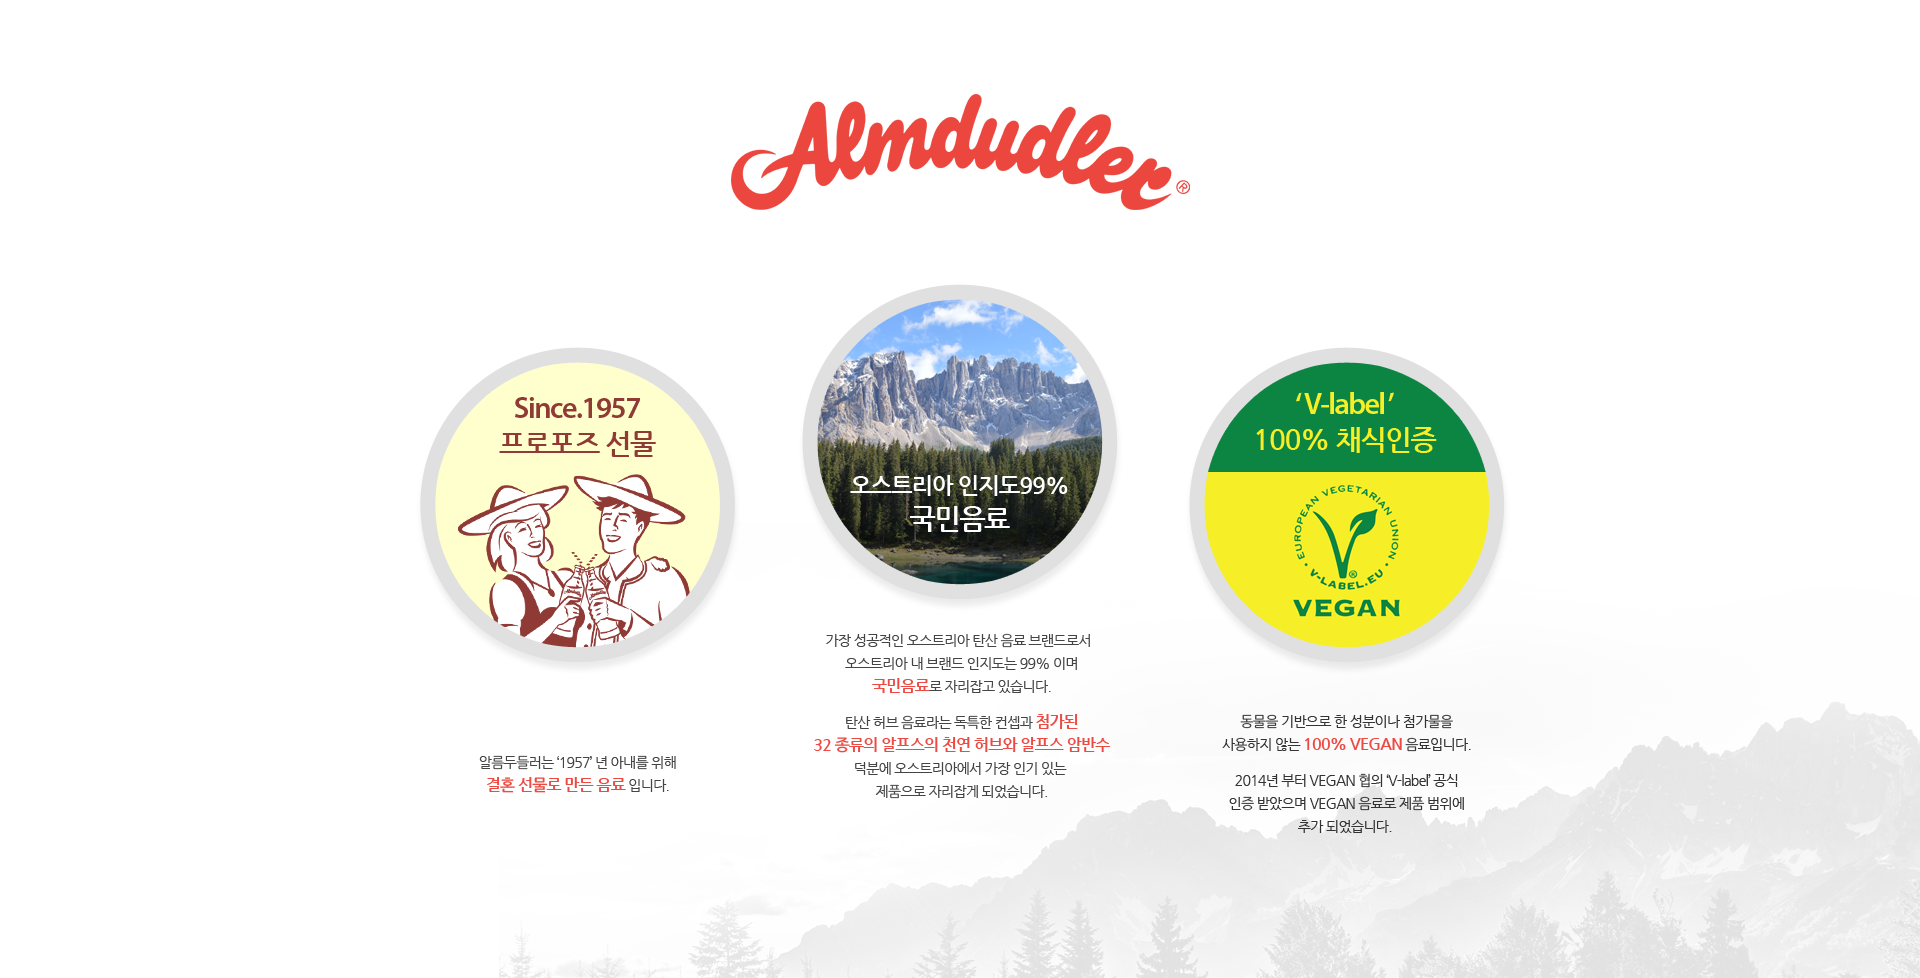 Almdudler®
Since.1957
프로포즈 선물
알름두들러는 ‘1957’ 년 아내를 위해
결혼 선물로 만든 음료 입니다.
오스트리아 인지도99%
국민음료
가장 성공적인 오스트리아 탄산 음료 브랜드로서
오스트리아 내 브랜드 인지도는 99% 이며
국민음료로 자리잡고 있습니다.
탄산 허브 음료라는 독특한 컨셉과 첨가된
32 종류의 알프스의 천연 허브와 알프스 암반수
덕분에 오스트리아에서 가장 인기 있는
제품으로 자리잡게 되었습니다.
‘V-label’
100% 채식인증
EUROPEAN VEGETARIAN UNION
• V-LABEL.EU •
®
VEGAN
동물을 기반으로 한 성분이나 첨가물을
사용하지 않는 100% VEGAN 음료입니다.
2014년 부터 VEGAN 협의 ‘V-label’ 공식
인증 받았으며 VEGAN 음료로 제품 범위에
추가 되었습니다.